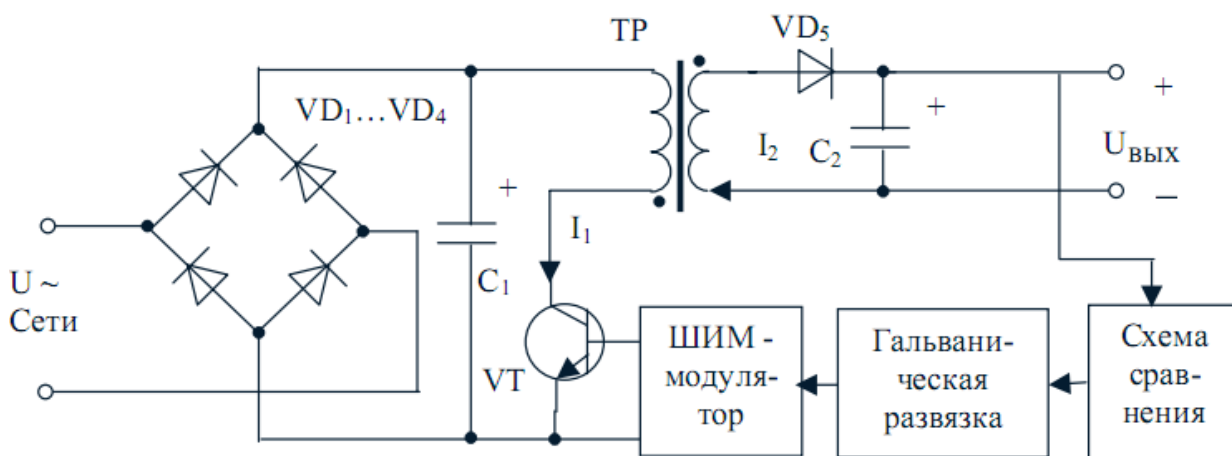 ТР
VD5
VD1...VD4
+
+
+
I2
C2
Uвых
−
I1
C1
U ~
Сети
VT
ШИМ -
модуля-
тор
Гальвани-
ческая
развязка
Схема
срав-
нения